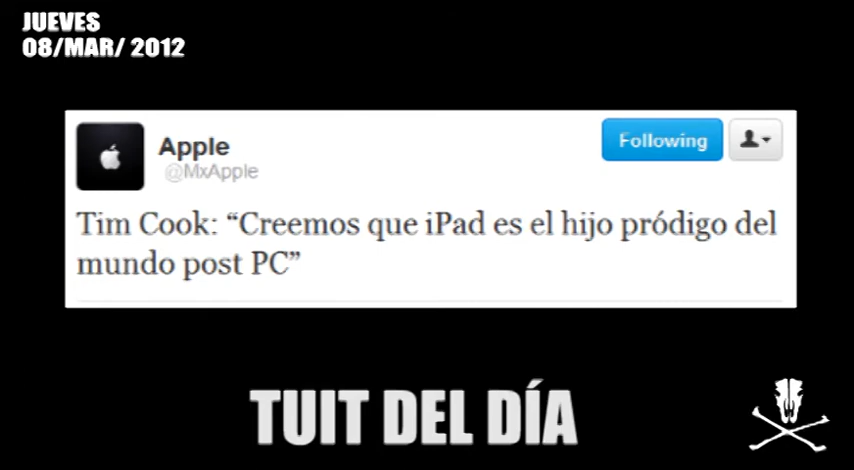 JUEVES
08/MAR/ 2012
Apple
Following
@MxApple
Tim Cook: “Creemos que iPad es el hijo pródigo del
mundo post PC”
TUIT DEL DÍA